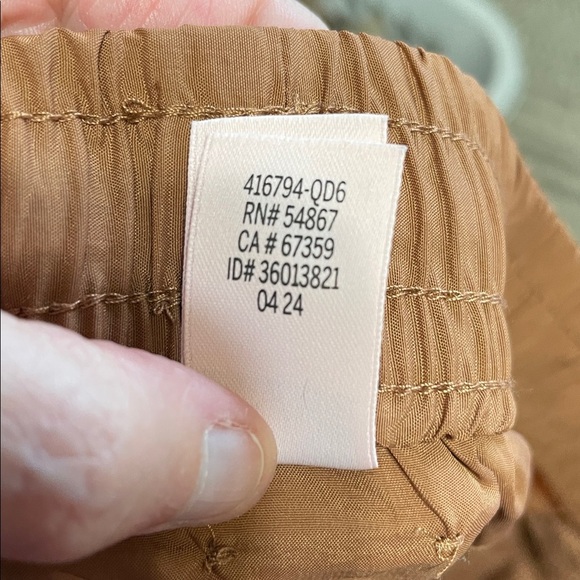 416794-QD6
RN# 54867
CA # 67359
ID# 36013821
04 24